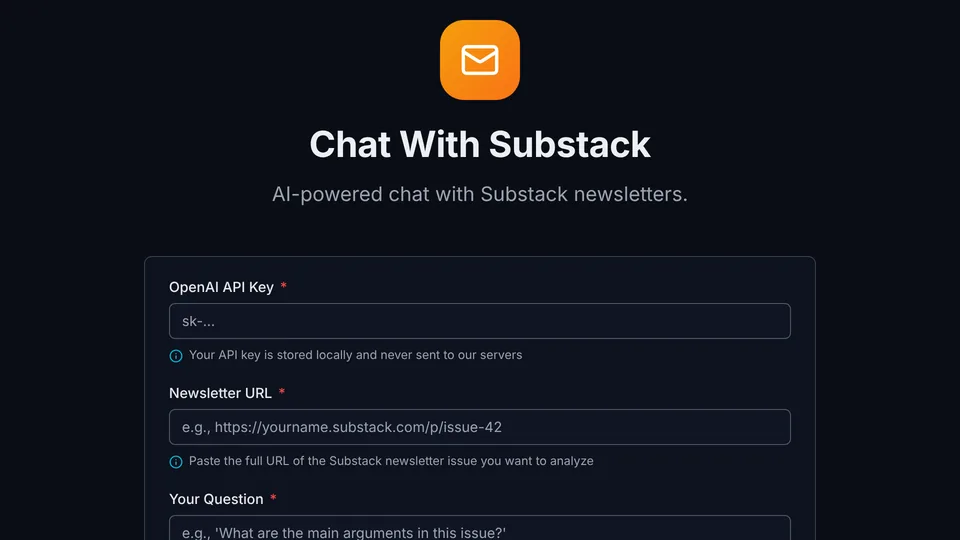 Chat With Substack
AI-powered chat with Substack newsletters.
OpenAI API Key *
sk-...
Your API key is stored locally and never sent to our servers
Newsletter URL *
e.g., https://yourname.substack.com/p/issue-42
Paste the full URL of the Substack newsletter issue you want to analyze
Your Question *
e.g., 'What are the main arguments in this issue?'